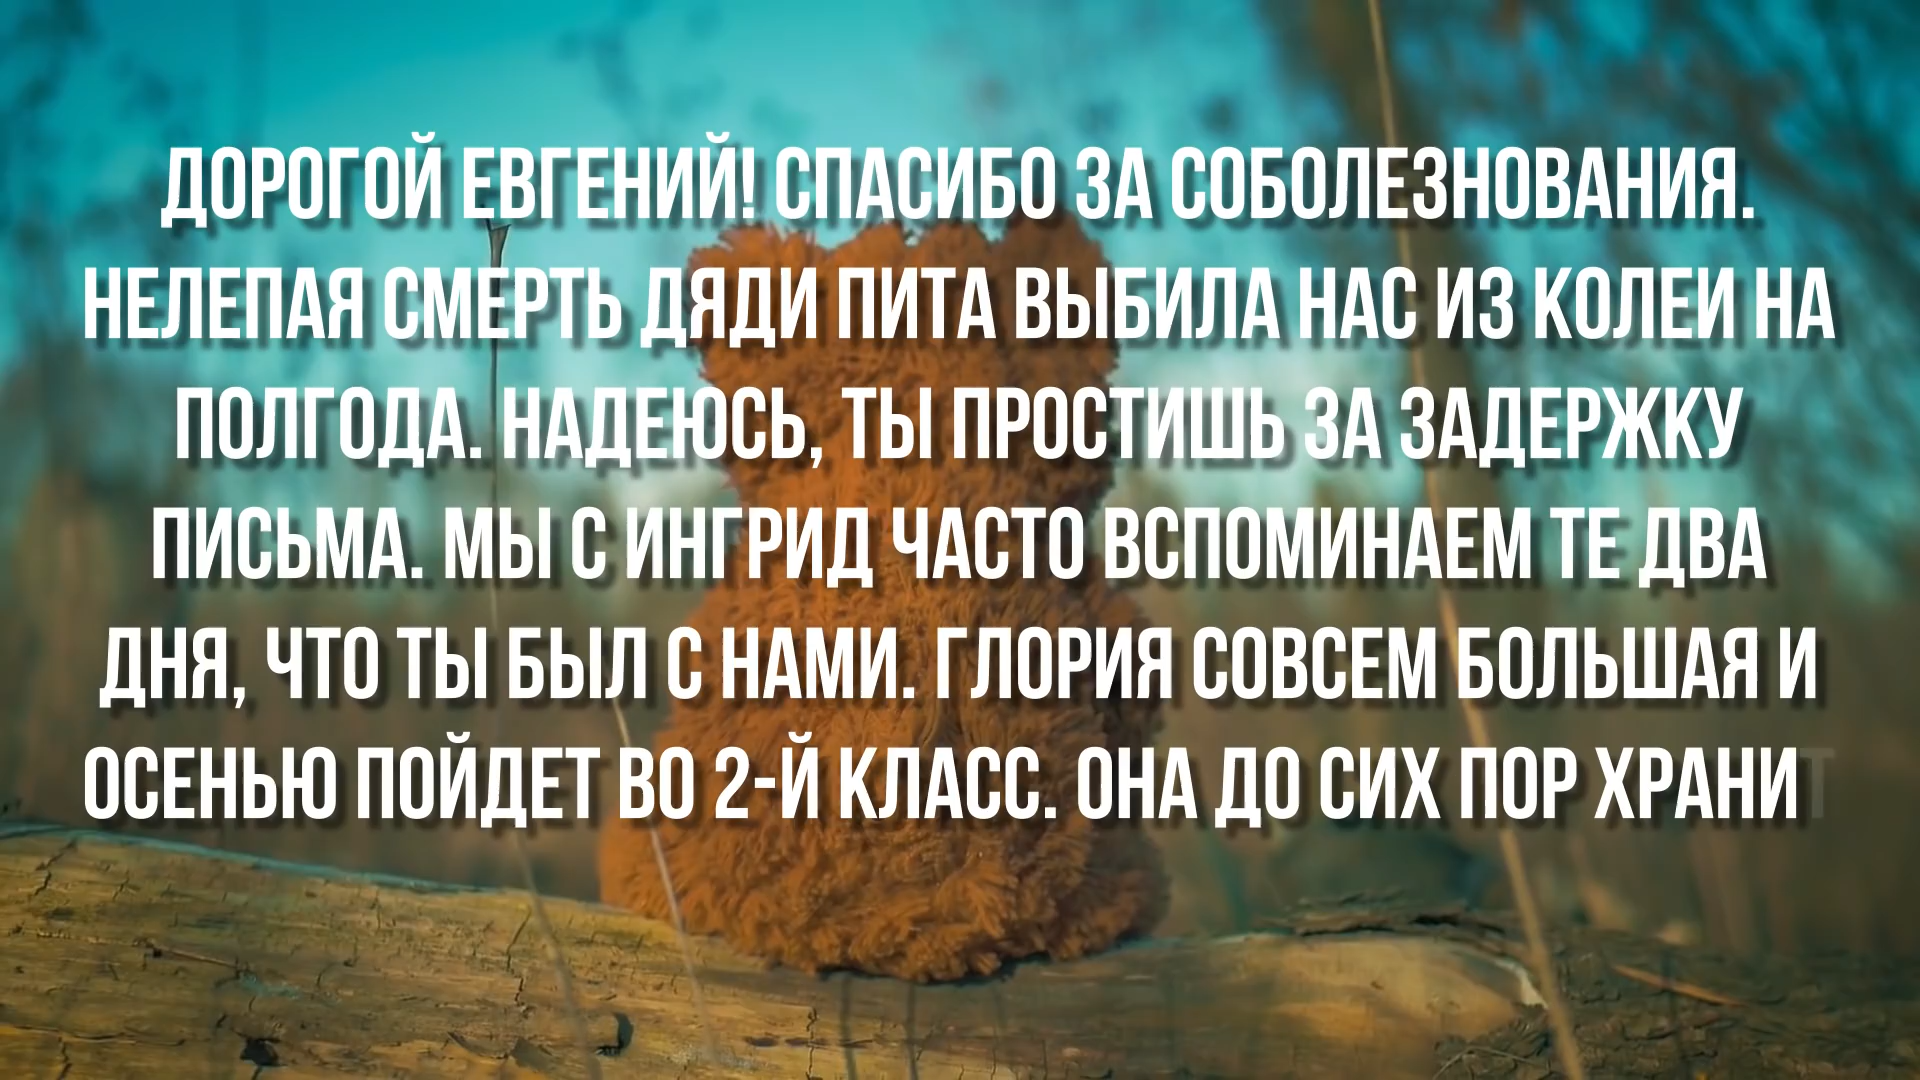 ДОРОГОЙ ЕВГЕНИЙ! СПАСИБО ЗА СОБОЛЕЗНОВАНИЯ.
НЕЛЕПАЯ СМЕРТЬ ДЯДИ ПИТА ВЫБИЛА НАС ИЗ КОЛЕИ НА
ПОЛГОДА. НАДЕЮСЬ, ТЫ ПРОСТИШЬ ЗА ЗАДЕРЖКУ
ПИСЬМА. МЫ С ИНГРИД ЧАСТО ВСПОМИНАЕМ ТЕ ДВА
ДНЯ, ЧТО ТЫ БЫЛ С НАМИ. ГЛОРИЯ СОВСЕМ БОЛЬШАЯ И
ОСЕНЬЮ ПОЙДЕТ ВО 2-Й КЛАСС. ОНА ДО СИХ ПОР ХРАНИТ